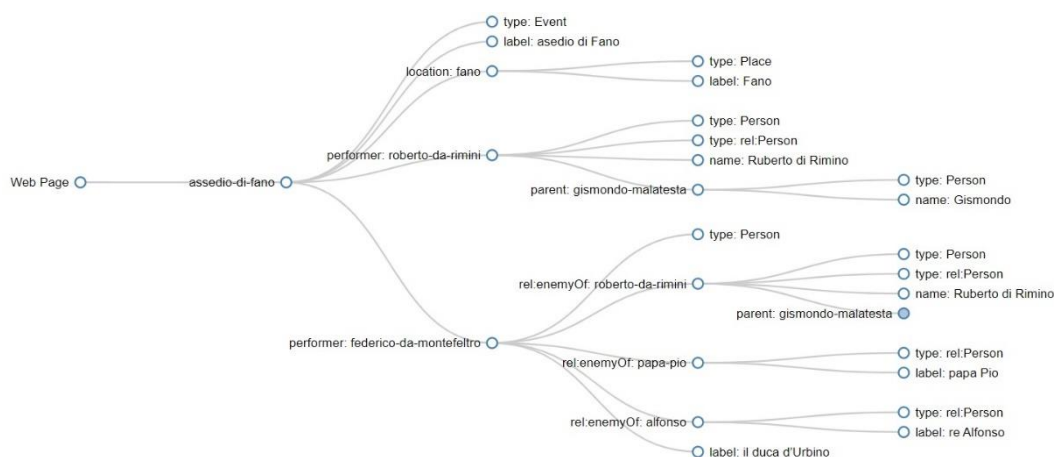 type: Event
label: asedio di Fano
location: fano
type: Place
label: Fano
type: Person
type: rel:Person
performer: roberto-da-rimini
name: Ruberto di Rimino
parent: gismondo-malatesta
type: Person
name: Gismondo
Web Page
assedio-di-fano
type: Person
rel:enemyOf: roberto-da-rimini
type: Person
type: rel:Person
name: Ruberto di Rimino
parent: gismondo-malatesta
performer: federico-da-montefeltro
rel:enemyOf: papa-pio
type: rel:Person
label: papa Pio
rel:enemyOf: alfonso
type: rel:Person
label: re Alfonso
label: il duca d'Urbino